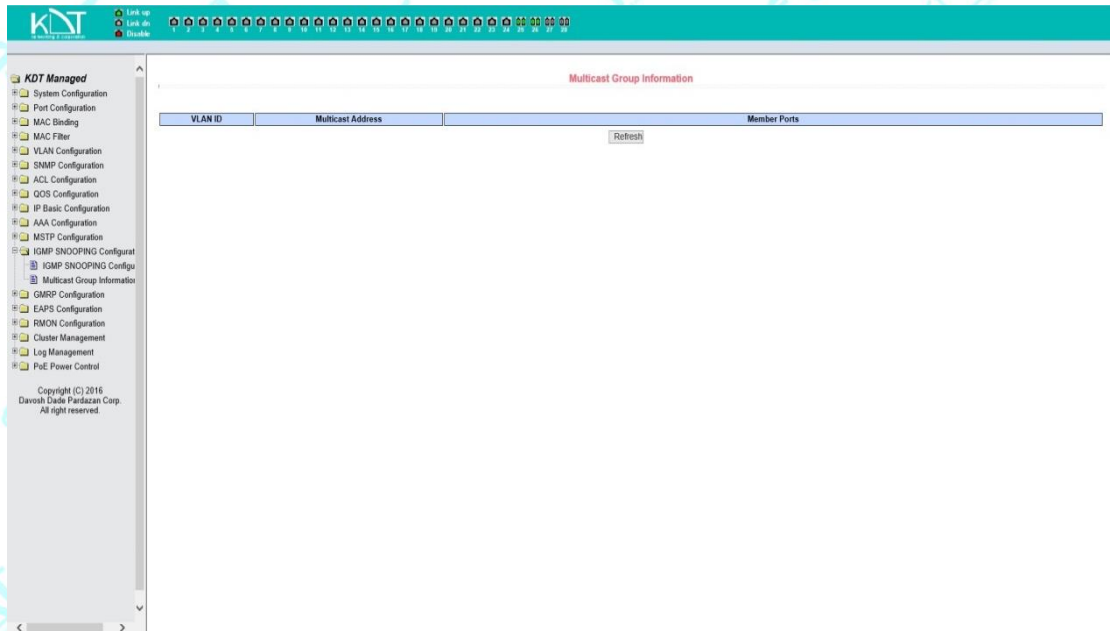 KDT
Link up
Link dn
Disable
1 2 3 4 5 6 7 8 9 10 11 12 13 14 15 16 17 18 19 20 21 22 23 24 25 26 27 28
KDT Managed
System Configuration
Port Configuration
MAC Binding
MAC Filter
VLAN Configuration
SNMP Configuration
ACL Configuration
QOS Configuration
IP Basic Configuration
AAA Configuration
MSTP Configuration
IGMP SNOOPING Configurat
IGMP SNOOPING Configu
Multicast Group Information
GMRP Configuration
EAPS Configuration
RMON Configuration
Cluster Management
Log Management
PoE Power Control
Copyright (C) 2016
Davosh Dade Pardazan Corp.
All right reserved.
Multicast Group Information
VLAN ID Multicast Address Member Ports
Refresh